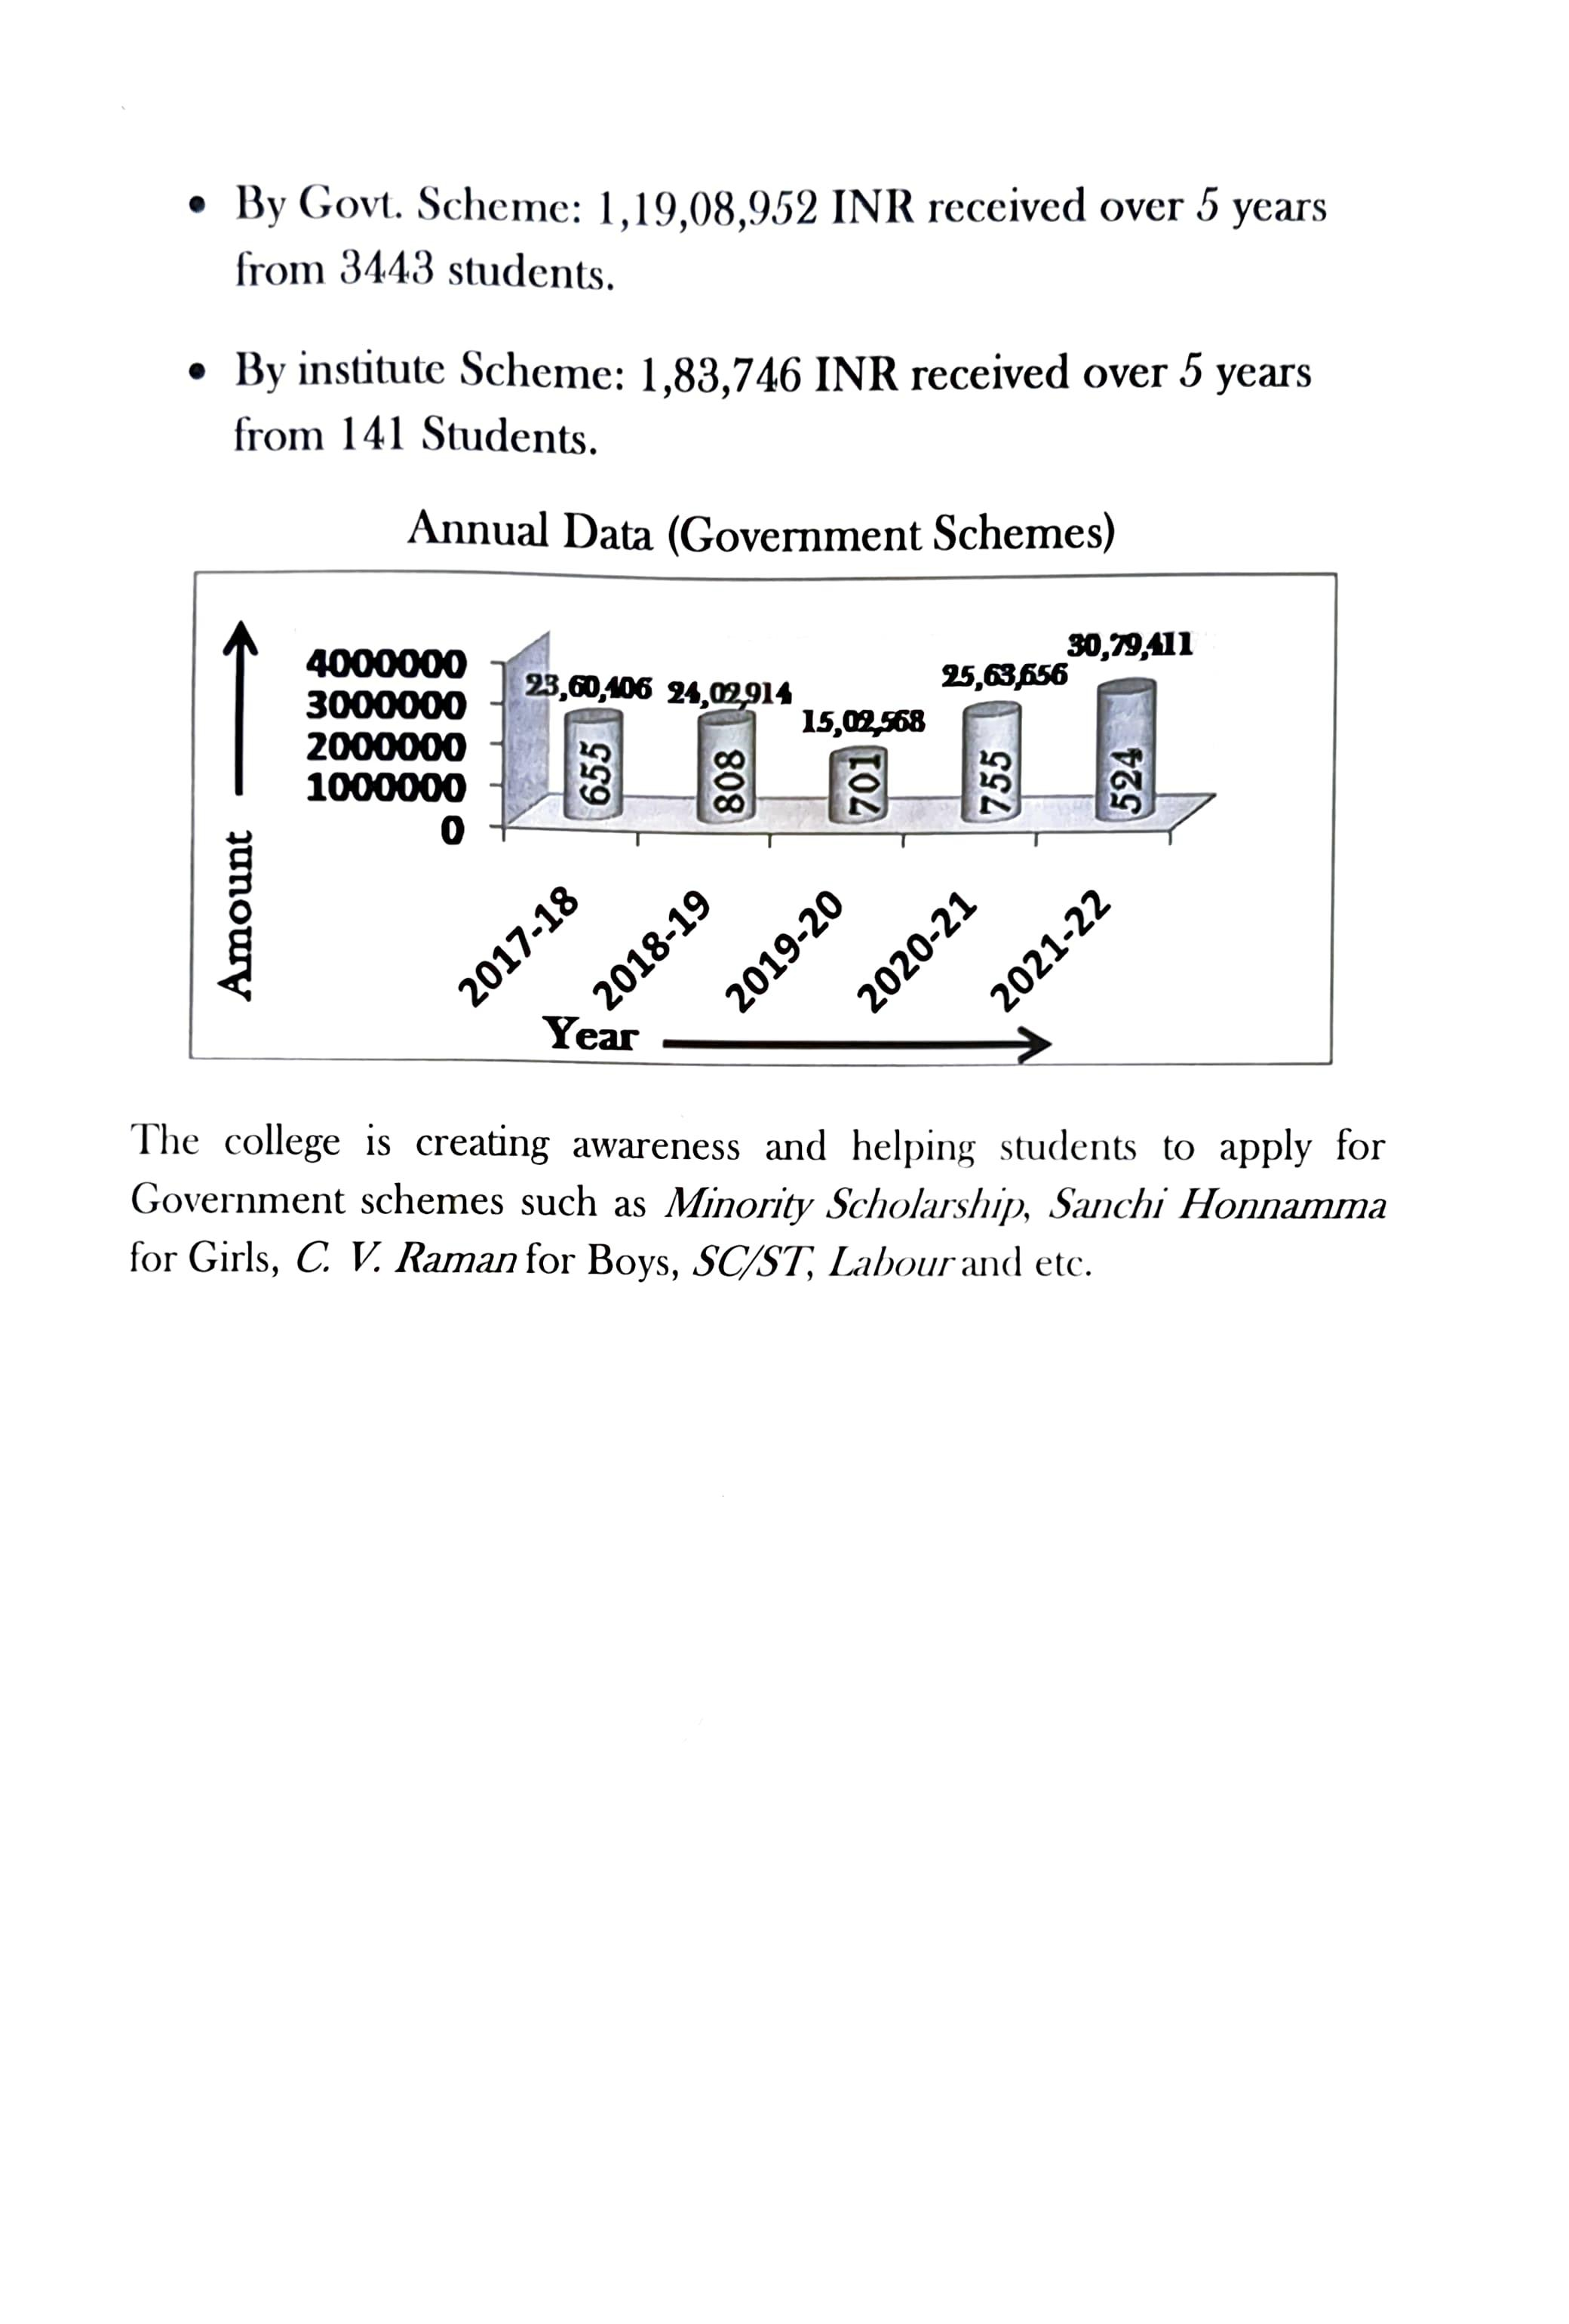 • By Govt. Scheme: 1,19,08,952 INR received over 5 years
from 3443 students.
• By institute Scheme: 1,83,746 INR received over 5 years
from 141 Students.
Annual Data (Government Schemes)
Amount
4000000
3000000
2000000
1000000
0
23,60,406
24,02,914
15,02,568
25,63,656
30,79,411
655
808
701
755
524
2017-18
2018-19
2019-20
2020-21
2021-22
Year
The college is creating awareness and helping students to apply for
Government schemes such as Minority Scholarship, Sanchi Honnamma
for Girls, C. V. Raman for Boys, SC/ST, Labour and etc.